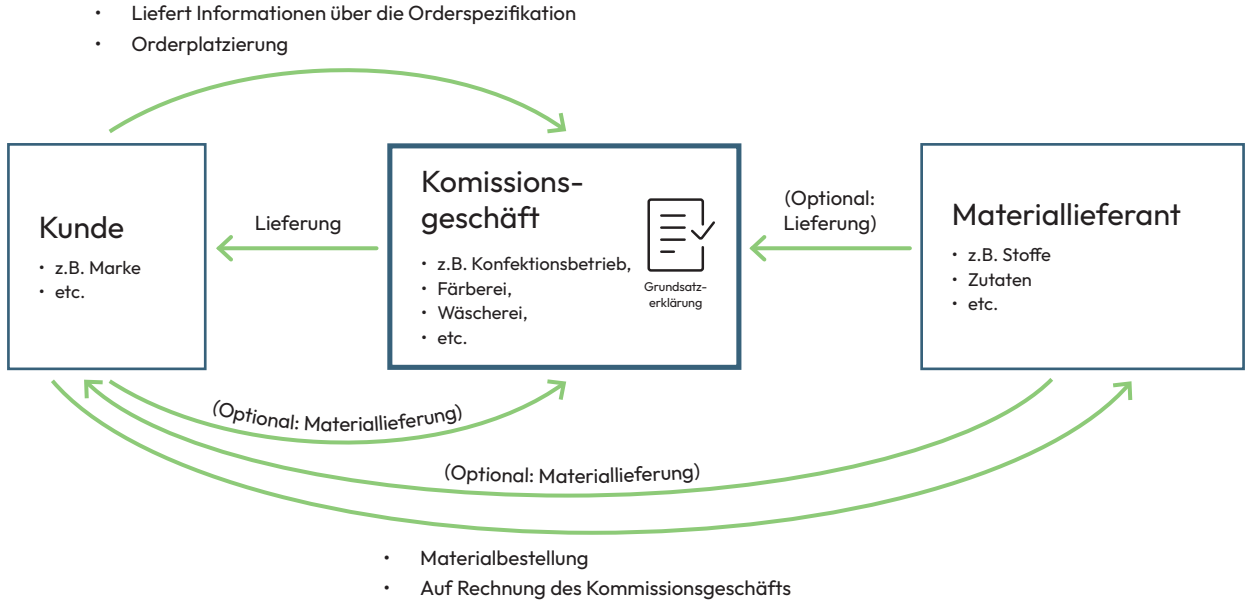 • Liefert Informationen über die Orderspezifikation
• Orderplatzierung
Kunde
• z.B. Marke
• etc.
Lieferung
Komissions-
geschäft
• z.B. Konfektionsbetrieb,
• Färberei,
• Wäscherei,
• etc.
Grundsatz-
erklärung
(Optional:
Lieferung)
Materiallieferant
• z.B. Stoffe
• Zutaten
• etc.
(Optional: Materiallieferung)
(Optional: Materiallieferung)
• Materialbestellung
• Auf Rechnung des Kommissionsgeschäfts